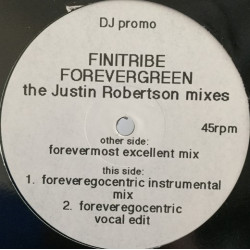 DJ promo
FINITRIBE
FOREVERGREEN
the Justin Robertson mixes
45rpm
other side:
forevermost excellent mix
this side:
1. foreveregocentric instrumental
mix
2. foreveregocentric
vocal edit